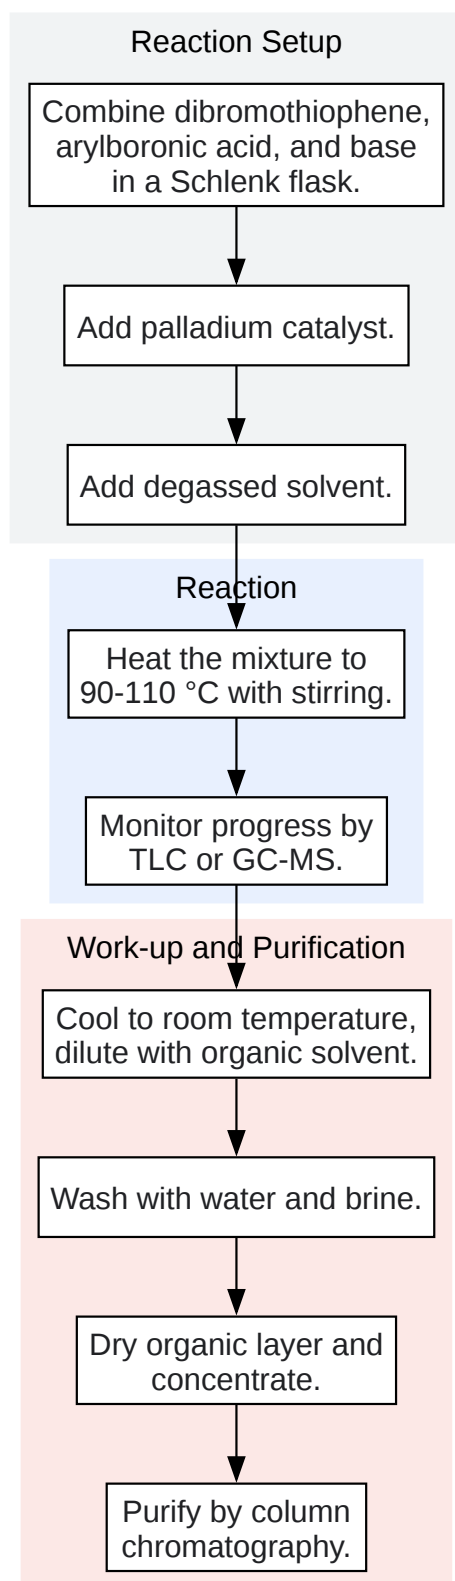 Reaction Setup
Combine dibromothiophene,
arylboronic acid, and base
in a Schlenk flask.
Add palladium catalyst.
Add degassed solvent.
Reaction
Heat the mixture to
90-110 °C with stirring.
Monitor progress by
TLC or GC-MS.
Work-up and Purification
Cool to room temperature,
dilute with organic solvent.
Wash with water and brine.
Dry organic layer and
concentrate.
Purify by column
chromatography.